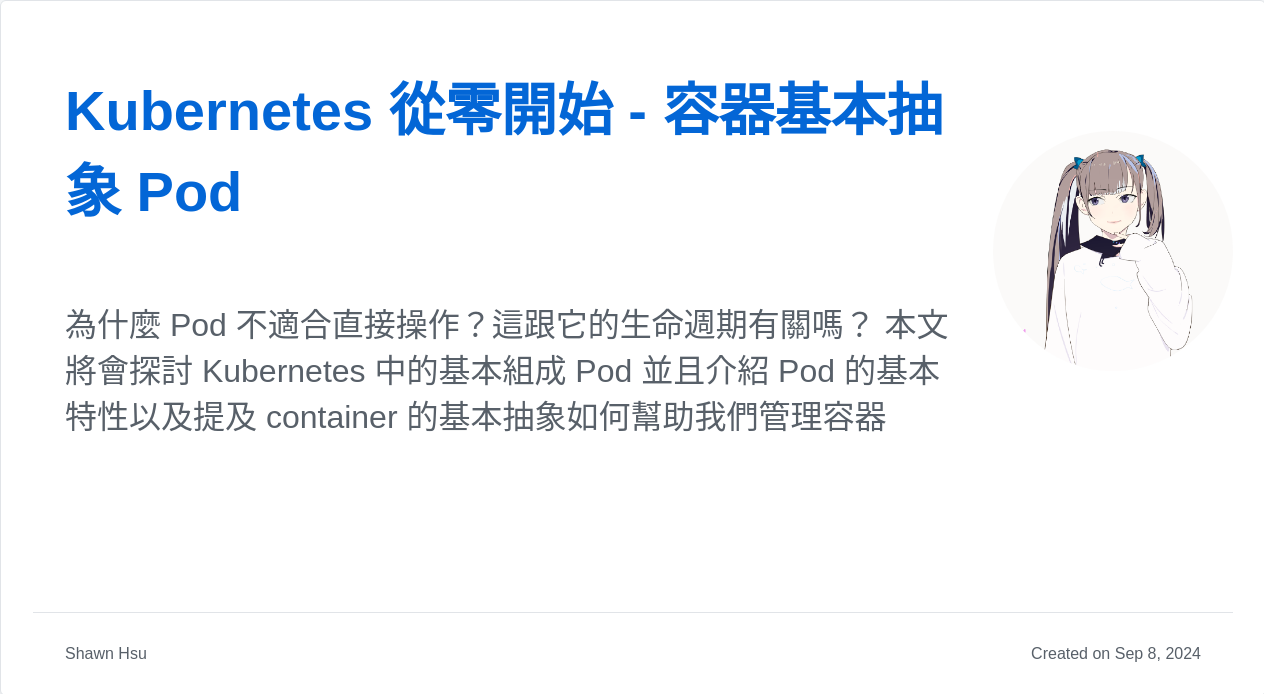 Kubernetes 從零開始 - 容器基本抽
象 Pod
為什麼 Pod 不適合直接操作？這跟它的生命週期有關嗎？ 本文
將會探討 Kubernetes 中的基本組成 Pod 並且介紹 Pod 的基本
特性以及提及 container 的基本抽象如何幫助我們管理容器
Shawn Hsu
Created on Sep 8, 2024